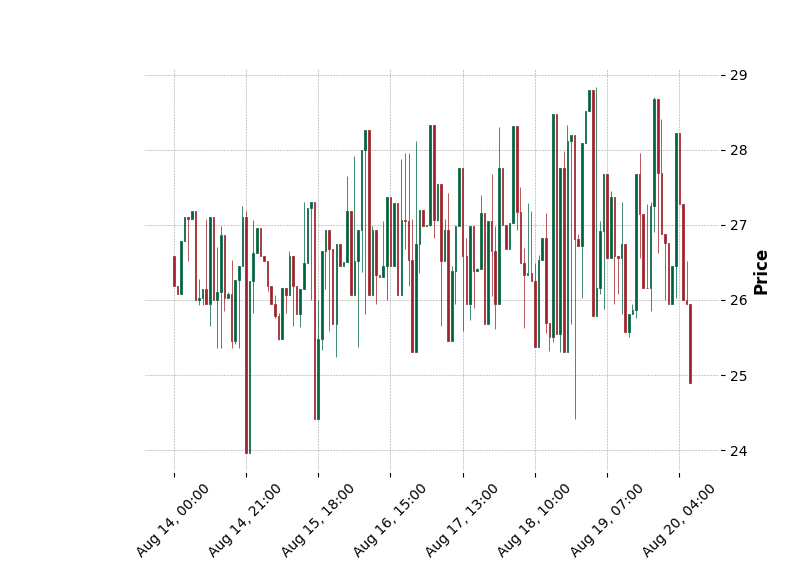 29
28
27
26
25
24
Price
Aug 14, 00:00
Aug 14, 21:00
Aug 15, 18:00
Aug 16, 15:00
Aug 17, 13:00
Aug 18, 10:00
Aug 19, 07:00
Aug 20, 04:00